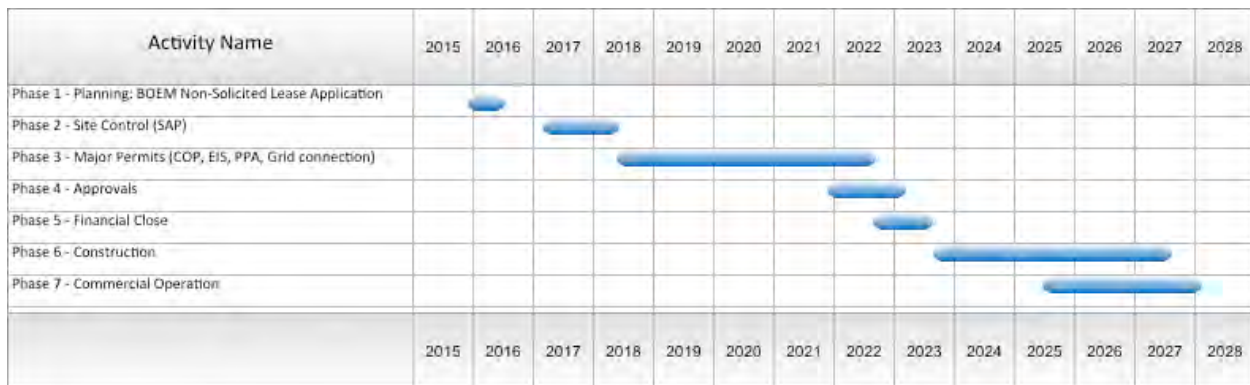 Activity Name 2015 2016 2017 2018 2019 2020 2021 2022 2023 2024 2025 2026 2027 2028
Phase 1 - Planning: BOEM Non-Solicited Lease Application
Phase 2 - Site Control (SAP)
Phase 3 - Major Permits (COP, EIS, PPA, Grid connection)
Phase 4 - Approvals
Phase 5 - Financial Close
Phase 6 - Construction
Phase 7 - Commercial Operation
2015 2016 2017 2018 2019 2020 2021 2022 2023 2024 2025 2026 2027 2028